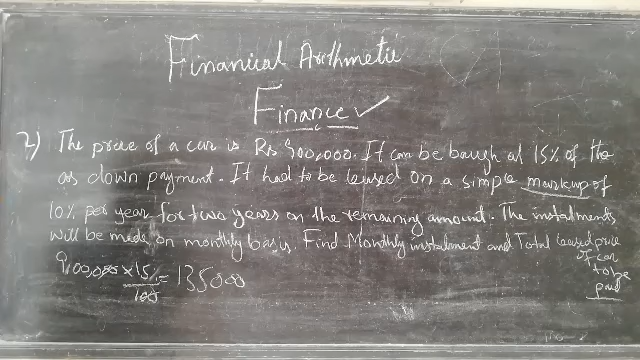 Financial Arithmetic
Finance ✓
2) The price of a car is Rs 900,000. It can be baugh at 15% of the
as down payment. It had to be leased on a simple markup of
10% per year for two years on the remaining amount. The instalments
will be made on monthly basis. Find Monthly instalment and Total leased price
of car
to be
paid
9,00,000 × 15/100 = 135000